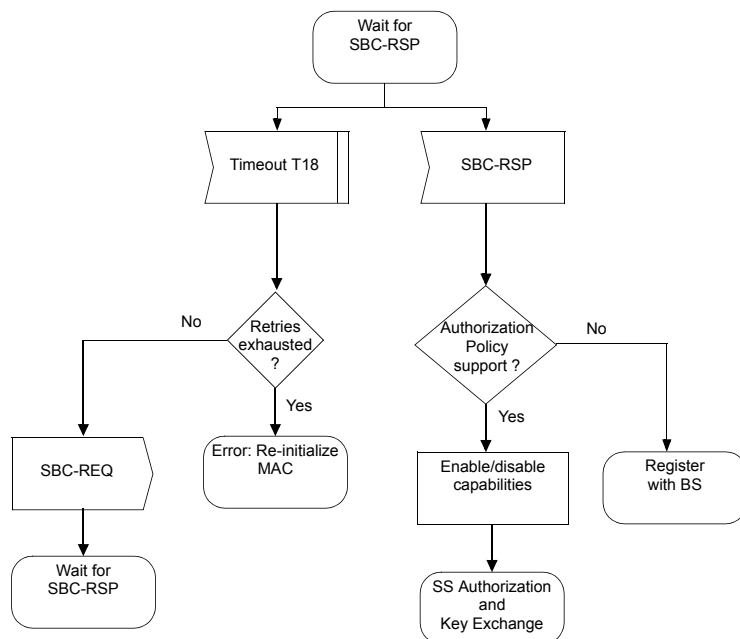 Wait for
SBC-RSP
Timeout T18
SBC-RSP
No
Retries
exhausted
?
Yes
Authorization
Policy
support ?
No
Yes
SBC-REQ
Error: Re-initialize
MAC
Enable/disable
capabilities
Register
with BS
Wait for
SBC-RSP
SS Authorization
and
Key Exchange